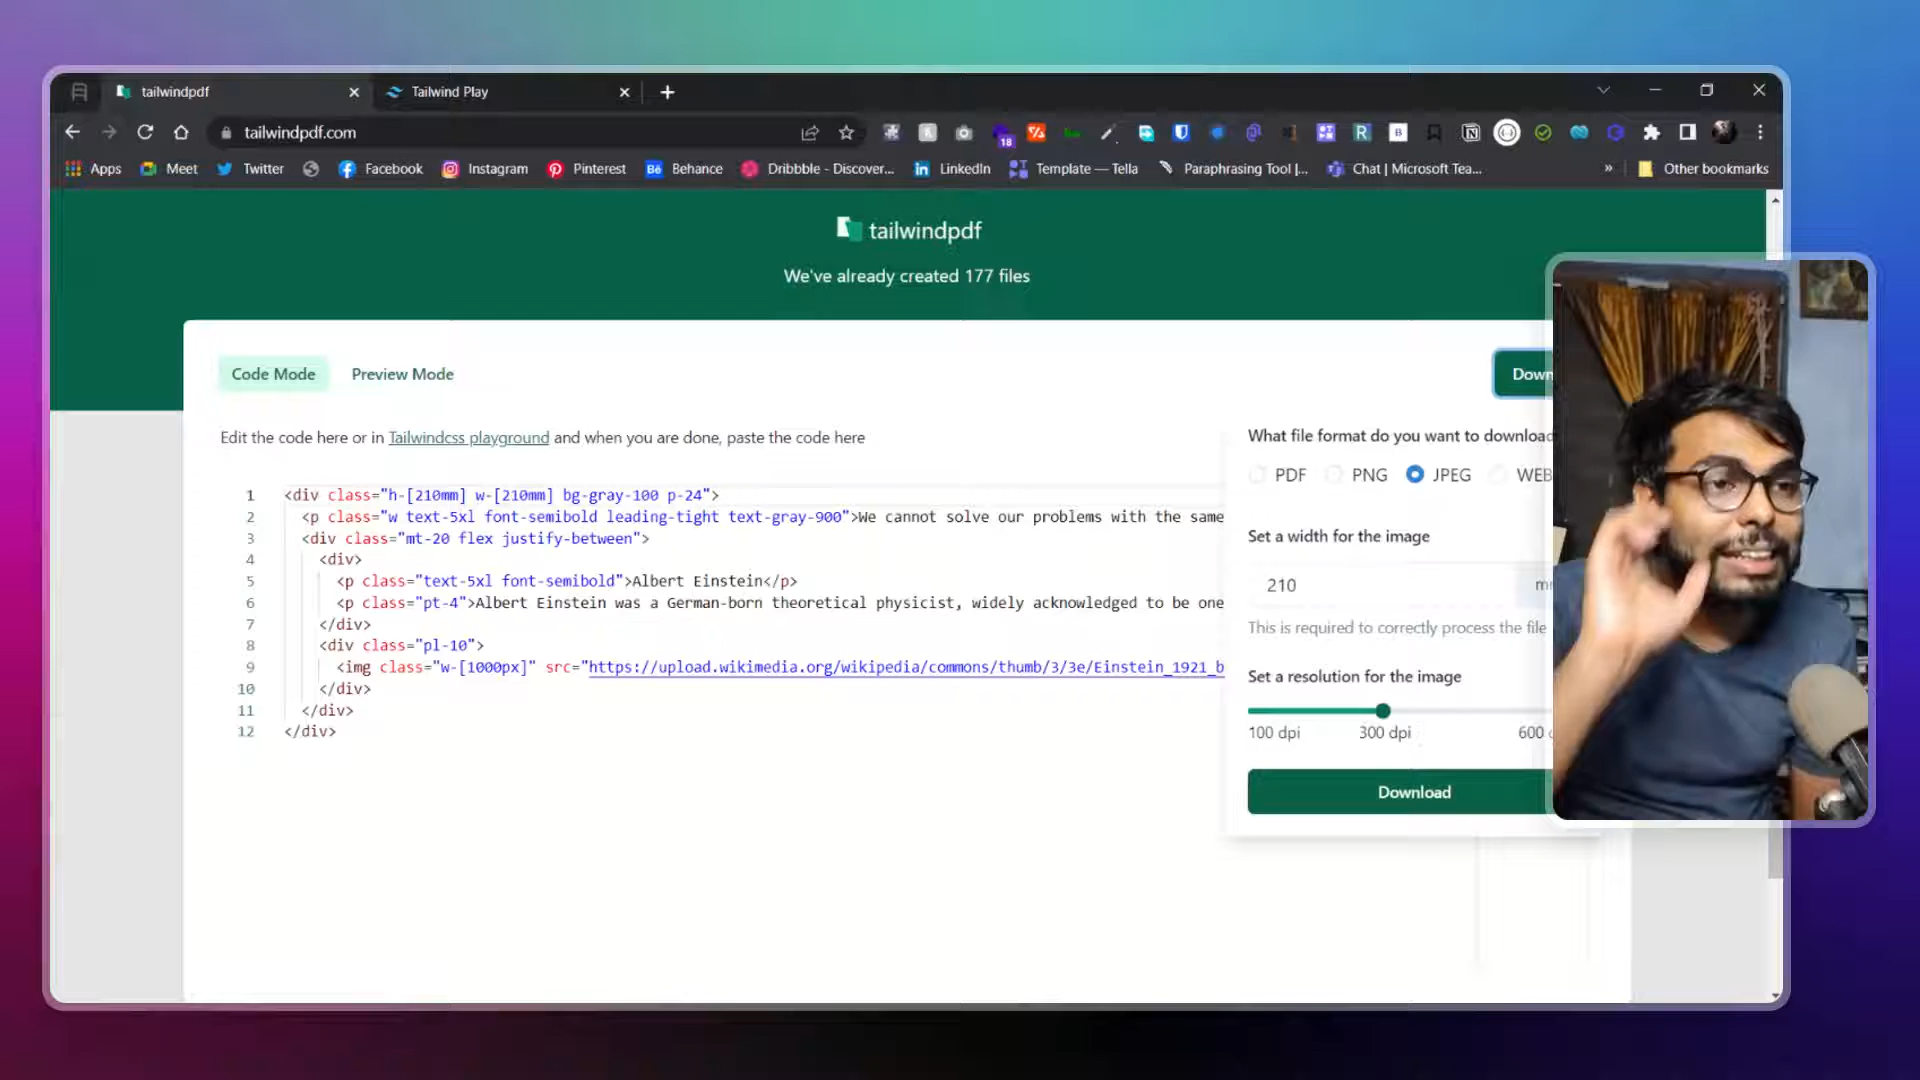 tailwindpdf
Tailwind Play
tailwindpdf.com
18
R
B
Apps
Meet
Twitter
Facebook
Instagram
Pinterest
Bē
Behance
Dribbble - Discover...
in
LinkedIn
Template — Tella
Paraphrasing Tool |...
Chat | Microsoft Tea...
»
Other bookmarks
tailwindpdf
We've already created 177 files
Code Mode
Preview Mode
Down
Edit the code here or in Tailwindcss playground and when you are done, paste the code here
1 <div class="h-[210mm] w-[210mm] bg-gray-100 p-24">
2 <p class="w text-5xl font-semibold leading-tight text-gray-900">We cannot solve our problems with the same
3 <div class="mt-20 flex justify-between">
4 <div>
5 <p class="text-5xl font-semibold">Albert Einstein</p>
6 <p class="pt-4">Albert Einstein was a German-born theoretical physicist, widely acknowledged to be one
7 </div>
8 <div class="pl-10">
9 <img class="w-[1000px]" src="https://upload.wikimedia.org/wikipedia/commons/thumb/3/3e/Einstein_1921_b
10 </div>
11 </div>
12 </div>
What file format do you want to download
PDF PNG JPEG WEB
Set a width for the image
210
This is required to correctly process the file
Set a resolution for the image
100 dpi 300 dpi 600
Download